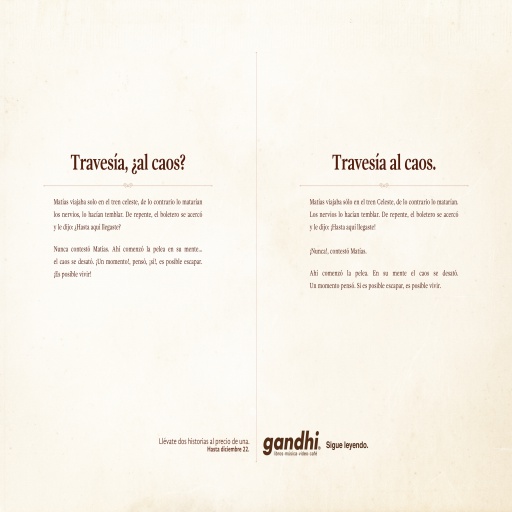 Travesía, ¿al caos?
Matías viajaba solo en el tren celeste, de lo contrario lo matarían
los nervios, lo hacían temblar. De repente, el boletero se acercó
y le dijo: ¿Hasta aquí llegaste?
Nunca contestó Matías. Ahí comenzó la pelea en su mente...
el caos se desató. ¡Un momento!, pensó, ¡sí!, es posible escapar.
¡Es posible vivir!
Travesía al caos.
Matías viajaba sólo en el tren Celeste, de lo contrario lo matarían.
Los nervios lo hacían temblar. De repente, el boletero se acercó
y le dijo: ¡Hasta aquí llegaste!
¡Nunca!, contestó Matías.
Ahí comenzó la pelea. En su mente el caos se desató.
Un momento pensó. Si es posible escapar, es posible vivir.
Llévate dos historias al precio de una.
Hasta diciembre 22.
gandhi®
libros música video café
Sigue leyendo.